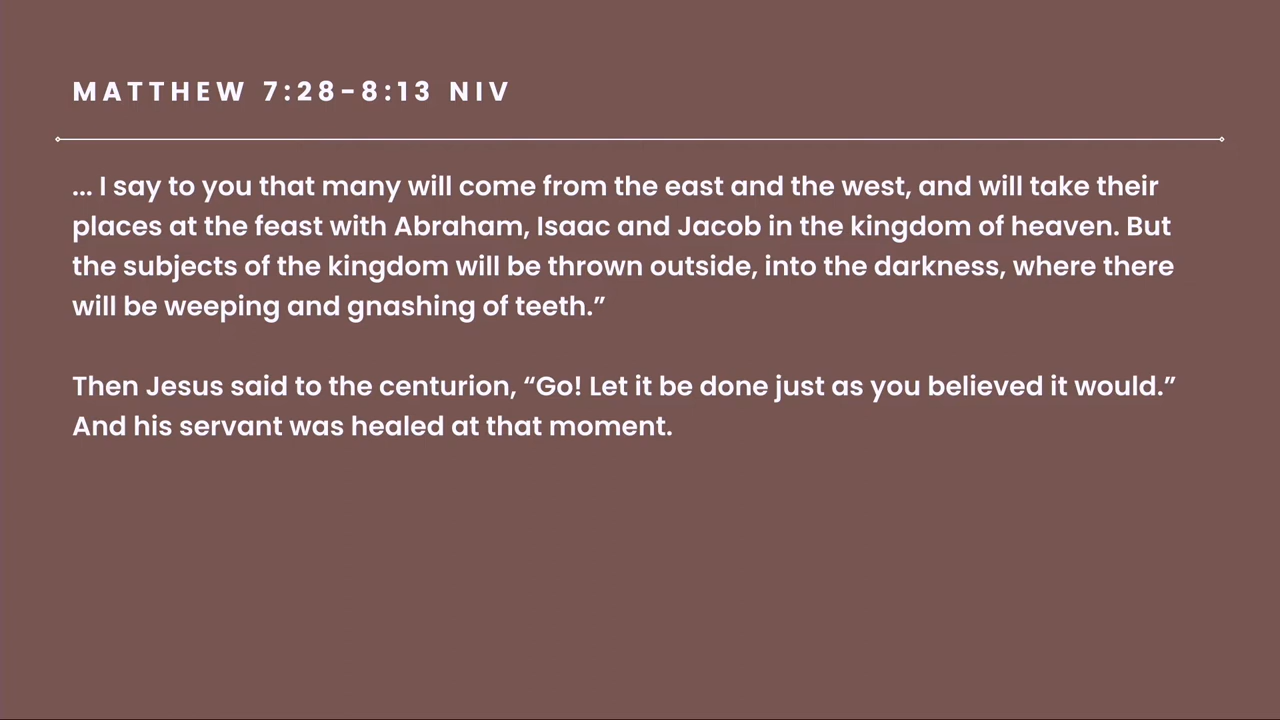 MATTHEW 7:28-8:13 NIV
... I say to you that many will come from the east and the west, and will take their
places at the feast with Abraham, Isaac and Jacob in the kingdom of heaven. But
the subjects of the kingdom will be thrown outside, into the darkness, where there
will be weeping and gnashing of teeth.”
Then Jesus said to the centurion, “Go! Let it be done just as you believed it would.”
And his servant was healed at that moment.